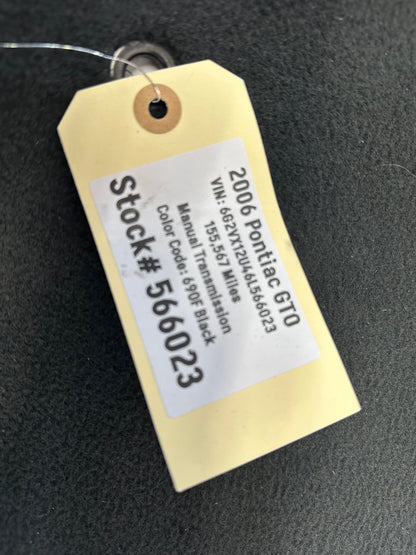 2006 Pontiac GTO
VIN: 6G2VX12U46L566023
155,567 Miles
Manual Transmission
Color Code: 690F Black
Stock# 566023